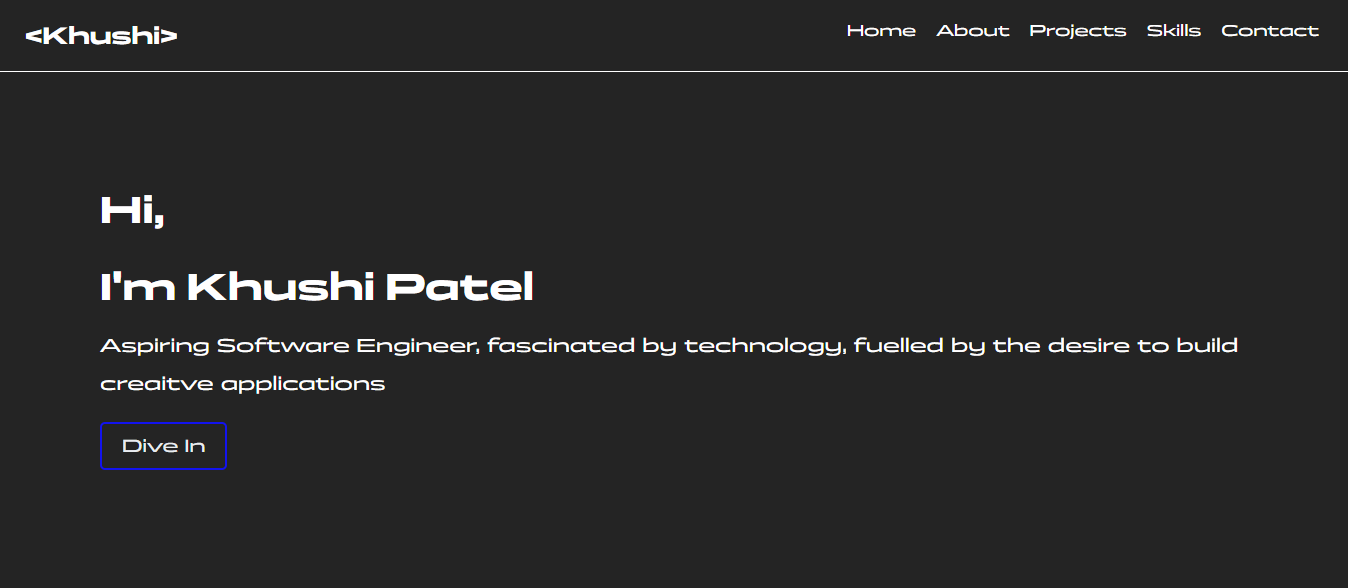 <Khushi>
Home About Projects Skills Contact
Hi,
I'm Khushi Patel
Aspiring Software Engineer, fascinated by technology, fuelled by the desire to build
creaitve applications
Dive In